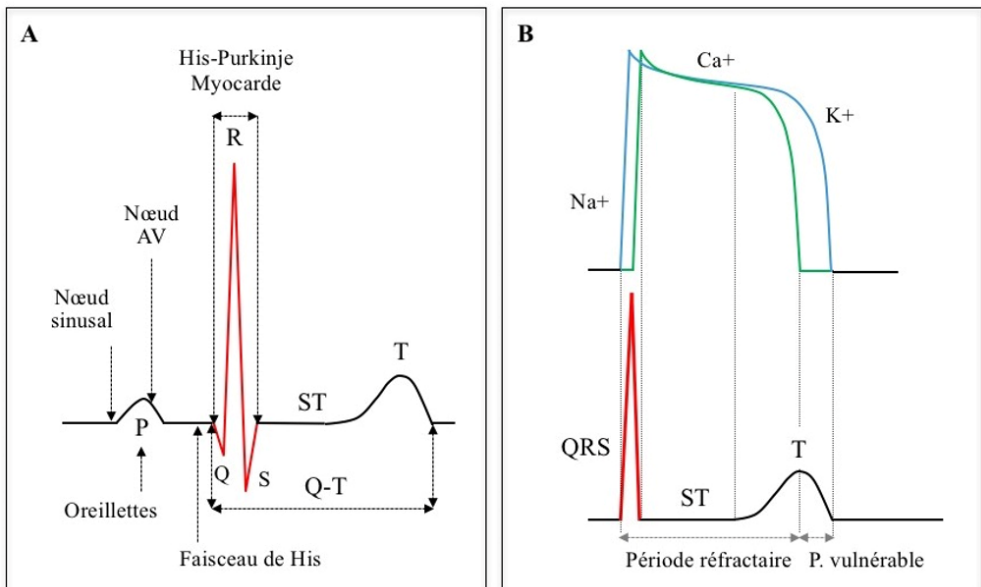 A
His-Purkinje
Myocarde
R
Nœud
AV
Nœud
sinusal
T
ST
P
Q
S
Q-T
Oreillettes
Faisceau de His
B
Ca+
K+
Na+
QRS
T
ST
Période réfractaire
P. vulnérable